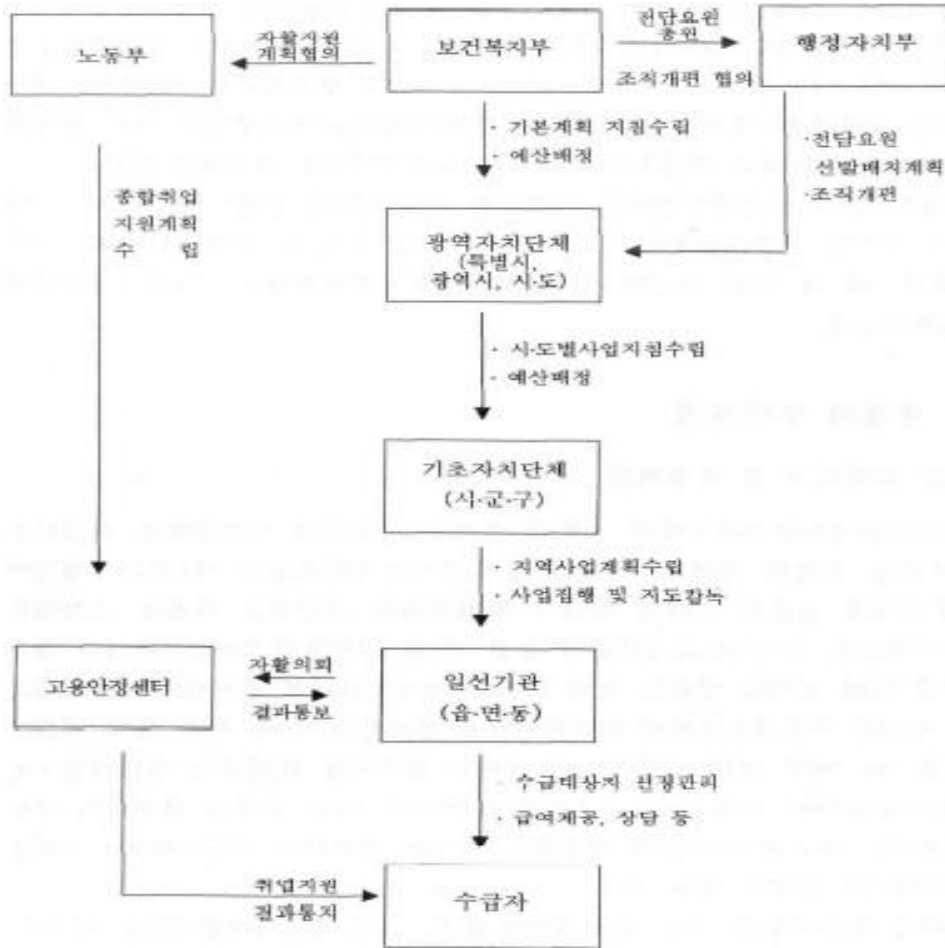 노동부
자활지원
계획협의
보건복지부
전담요원
충원
조직개편 협의
행정자치부
· 기본계획 지침수립
· 예산배정
·전담요원
선발배치계획
·조직개편
종합취업
지원계획
수 립
광역자치단체
(특별시,
광역시, 시·도)
· 시·도별사업지침수립
· 예산배정
기초자치단체
(시·군·구)
· 지역사업계획수립
· 사업집행 및 지도감독
고용안정센터
자활의뢰
결과통보
일선기관
(읍·면·동)
· 수급대상자 선정관리
· 급여제공, 상담 등
취업지원
결과통지
수급자